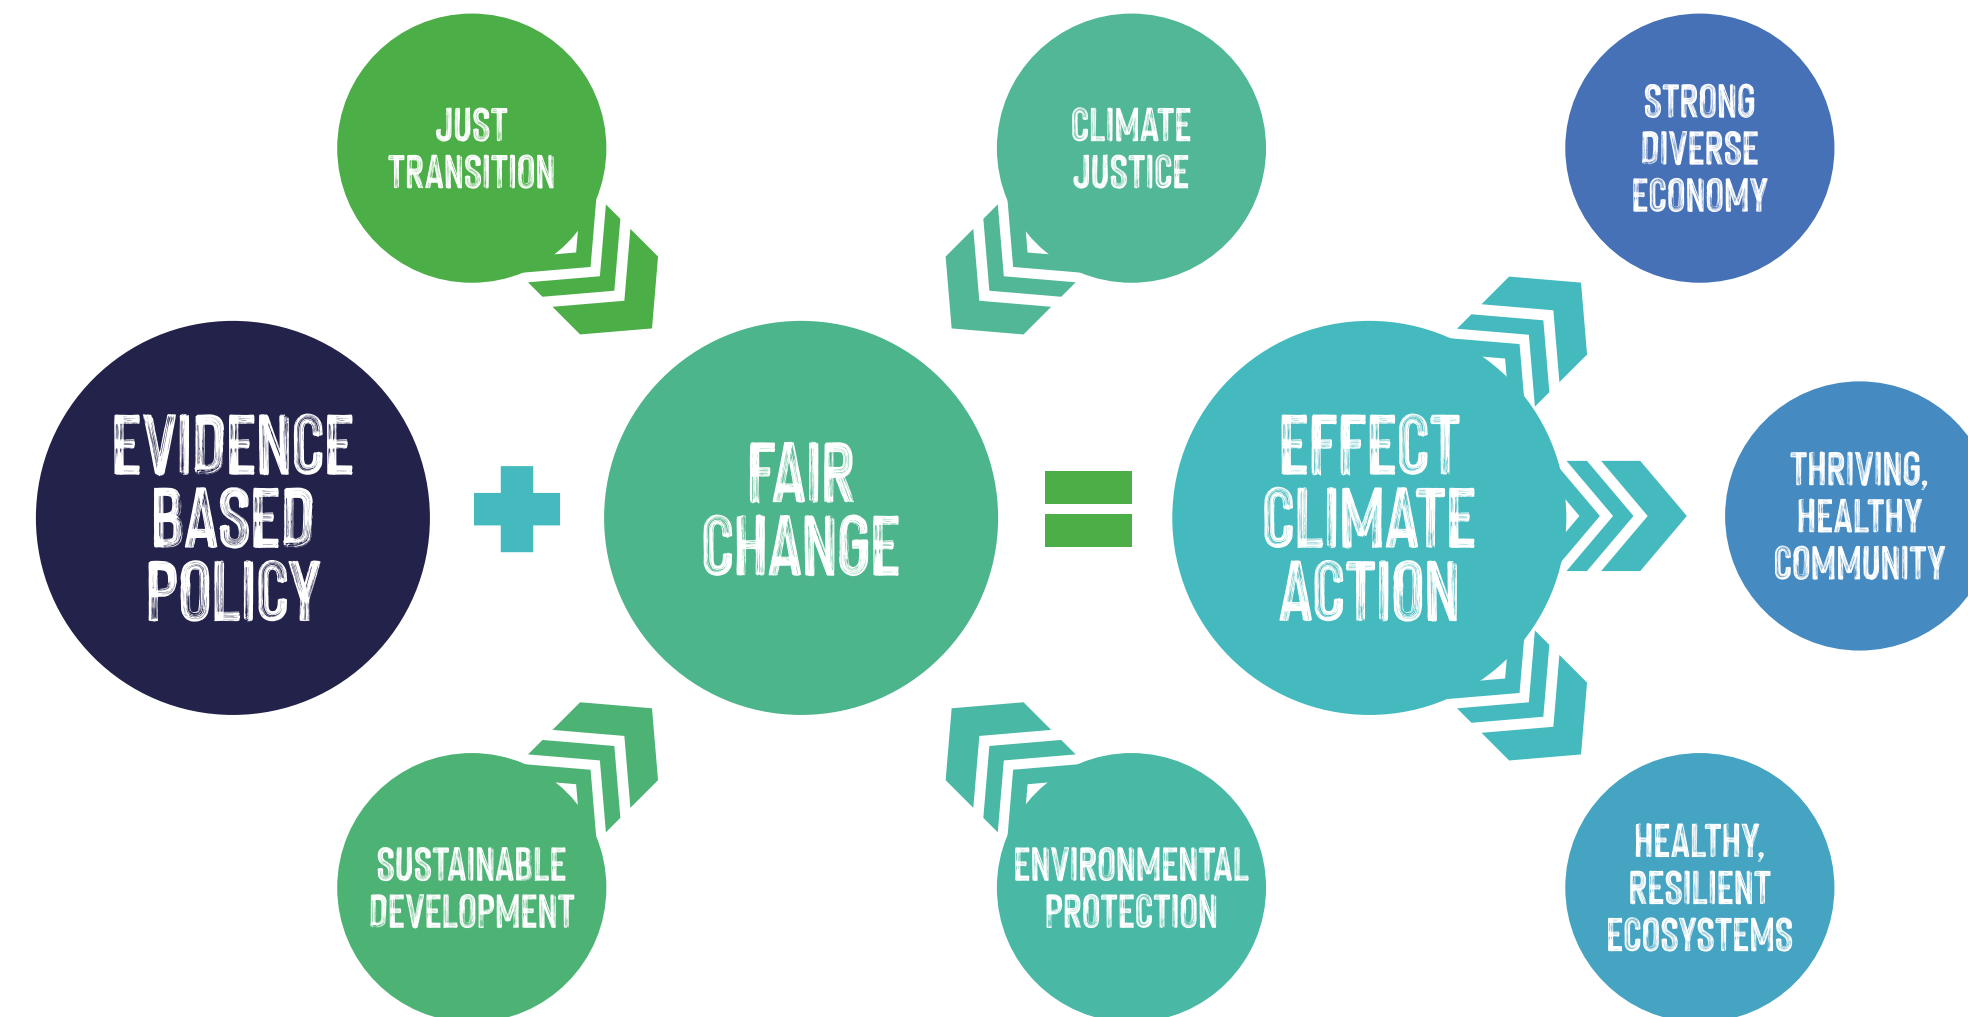 JUST
TRANSITION
CLIMATE
JUSTICE
STRONG
DIVERSE
ECONOMY
EVIDENCE
BASED
POLICY
FAIR
CHANGE
EFFECT
CLIMATE
ACTION
THRIVING,
HEALTHY
COMMUNITY
SUSTAINABLE
DEVELOPMENT
ENVIRONMENTAL
PROTECTION
HEALTHY,
RESILIENT
ECOSYSTEMS